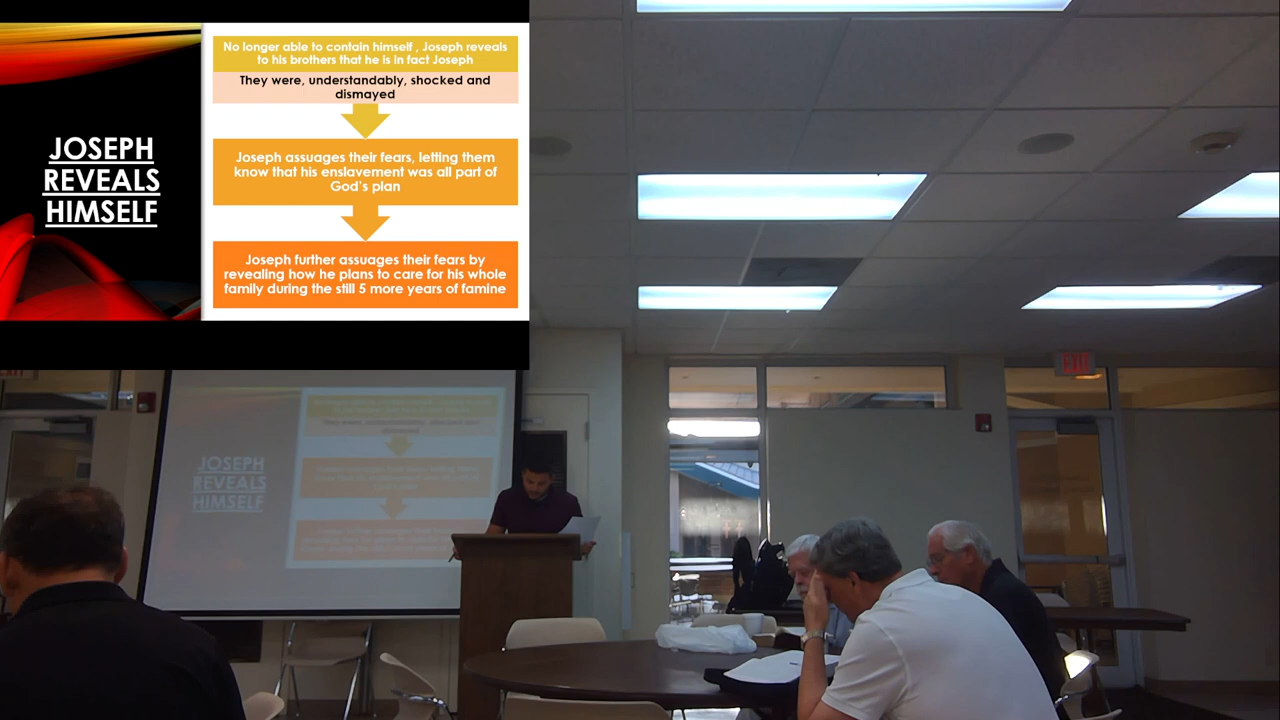 No longer able to contain himself , Joseph reveals
to his brothers that he is in fact Joseph
They were, understandably, shocked and
dismayed
JOSEPH
REVEALS
HIMSELF
Joseph assuages their fears, letting them
know that his enslavement was all part of
God's plan
Joseph further assuages their fears by
revealing how he plans to care for his whole
family during the still 5 more years of famine
EXIT
JOSEPH
REVEALS
HIMSELF